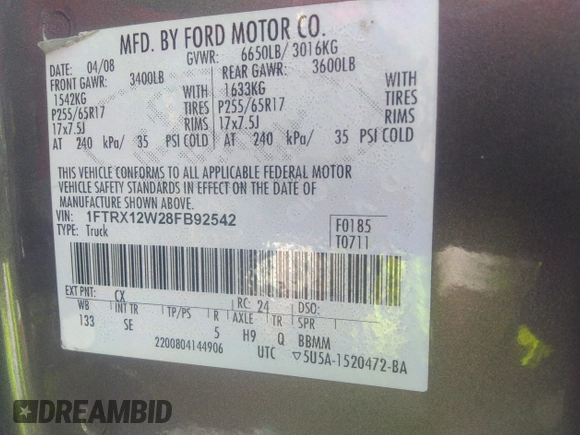 MFD. BY FORD MOTOR CO.
DATE: 04/08 GVWR: 6650LB/ 3016KG
FRONT GAWR: 3400LB REAR GAWR: 3600LB
1542KG WITH 1633KG WITH
P255/65R17 TIRES P255/65R17 TIRES
17x7.5J RIMS 17x7.5J RIMS
AT 240 kPa/ 35 PSI COLD AT 240 kPa/ 35 PSI COLD
THIS VEHICLE CONFORMS TO ALL APPLICABLE FEDERAL MOTOR
VEHICLE SAFETY STANDARDS IN EFFECT ON THE DATE OF
MANUFACTURE SHOWN ABOVE.
VIN: 1FTRX12W28FB92542 F0185
TYPE: Truck T0711
EXT PNT: CX RC: 24 DSO:
WB INT TR TP/PS R AXLE TR SPR
133 SE 5 H9 Q BBMM
2200804144906 UTC ▽5U5A-1520472-BA
DREAMBID